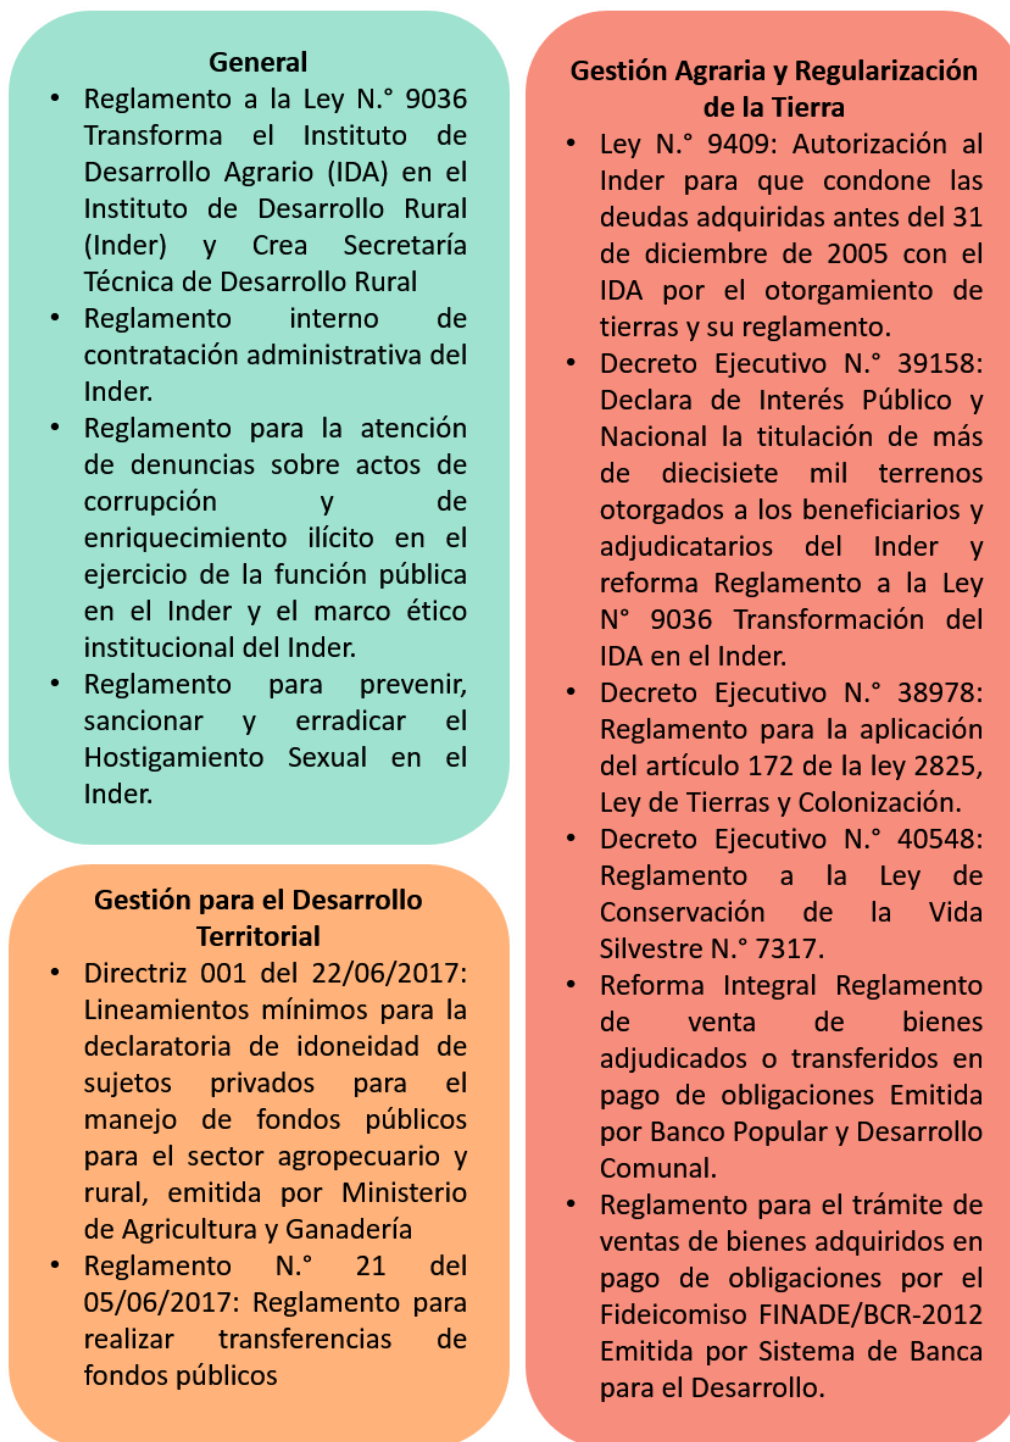 General
• Reglamento a la Ley N.° 9036
Transforma el Instituto de
Desarrollo Agrario (IDA) en el
Instituto de Desarrollo Rural
(Inder) y Crea Secretaría
Técnica de Desarrollo Rural
• Reglamento interno de
contratación administrativa del
Inder.
• Reglamento para la atención
de denuncias sobre actos de
corrupción y de
enriquecimiento ilícito en el
ejercicio de la función pública
en el Inder y el marco ético
institucional del Inder.
• Reglamento para prevenir,
sancionar y erradicar el
Hostigamiento Sexual en el
Inder.
Gestión para el Desarrollo
Territorial
• Directriz 001 del 22/06/2017:
Lineamientos mínimos para la
declaratoria de idoneidad de
sujetos privados para el
manejo de fondos públicos
para el sector agropecuario y
rural, emitida por Ministerio
de Agricultura y Ganadería
• Reglamento N.° 21 del
05/06/2017: Reglamento para
realizar transferencias de
fondos públicos
Gestión Agraria y Regularización
de la Tierra
• Ley N.° 9409: Autorización al
Inder para que condone las
deudas adquiridas antes del 31
de diciembre de 2005 con el
IDA por el otorgamiento de
tierras y su reglamento.
• Decreto Ejecutivo N.° 39158:
Declara de Interés Público y
Nacional la titulación de más
de diecisiete mil terrenos
otorgados a los beneficiarios y
adjudicatarios del Inder y
reforma Reglamento a la Ley
N° 9036 Transformación del
IDA en el Inder.
• Decreto Ejecutivo N.° 38978:
Reglamento para la aplicación
del artículo 172 de la ley 2825,
Ley de Tierras y Colonización.
• Decreto Ejecutivo N.° 40548:
Reglamento a la Ley de
Conservación de la Vida
Silvestre N.° 7317.
• Reforma Integral Reglamento
de venta de bienes
adjudicados o transferidos en
pago de obligaciones Emitida
por Banco Popular y Desarrollo
Comunal.
• Reglamento para el trámite de
ventas de bienes adquiridos en
pago de obligaciones por el
Fideicomiso FINADE/BCR-2012
Emitida por Sistema de Banca
para el Desarrollo.